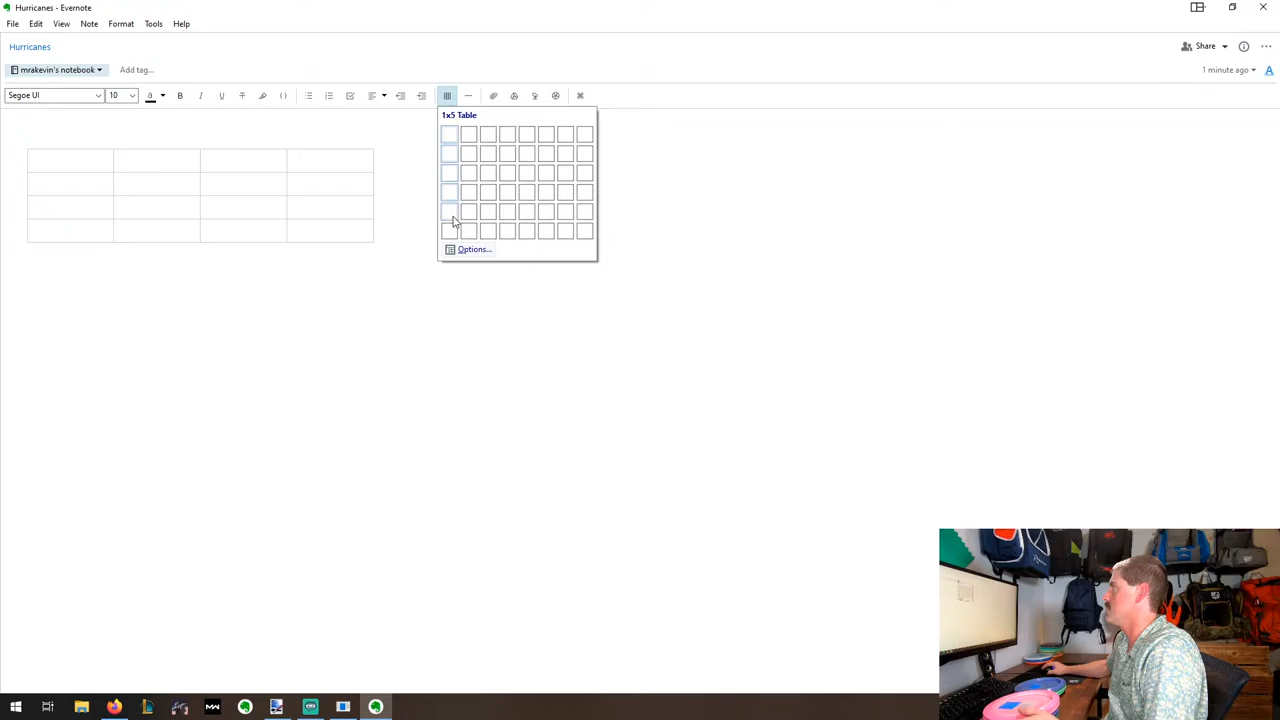 Hurricanes - Evernote
File Edit View Note Format Tools Help
Hurricanes
Share
mrakevin's notebook Add tag...
1 minute ago A
Segoe UI 10 a B I U T
1x5 Table
Options...